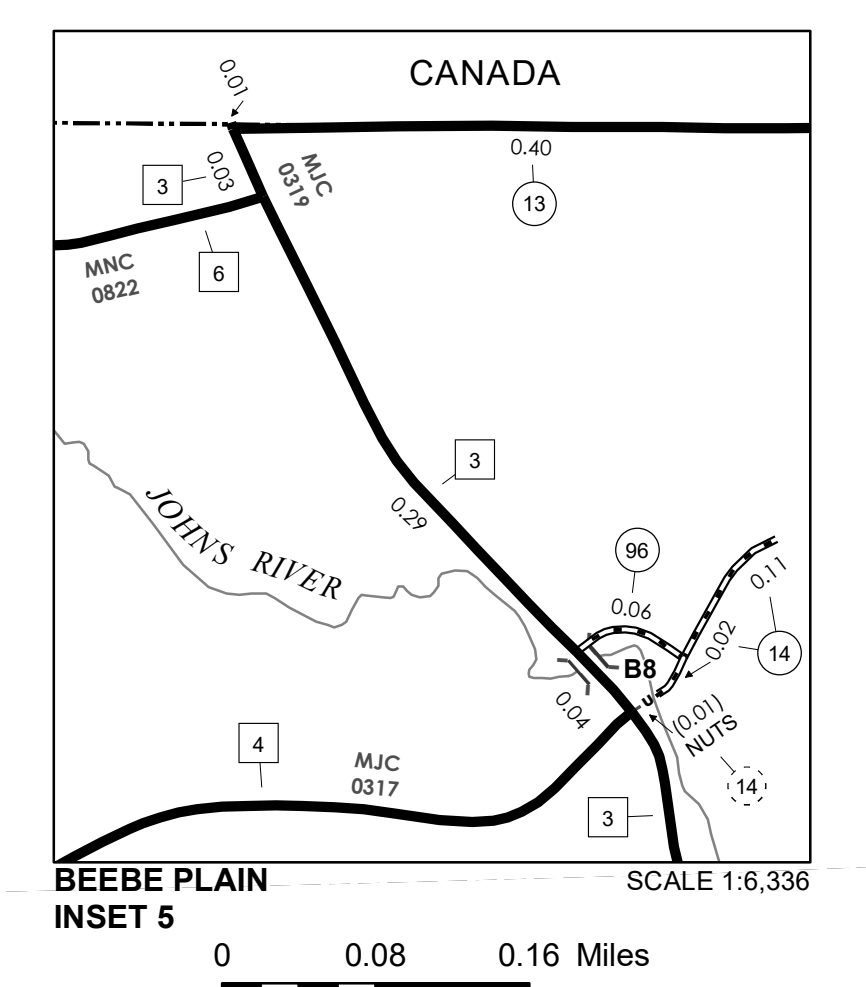 CANADA
0.01
0.40
13
0.03
3
MJC
0319
6
MNC
0822
3
0.29
JOHNS RIVER
96
0.06
0.11
0.02
14
B8
0.04
(0.01)
NUTS
U
14
4
MJC
0317
3
BEEBE PLAIN
SCALE 1:6,336
INSET 5
0 0.08 0.16 Miles